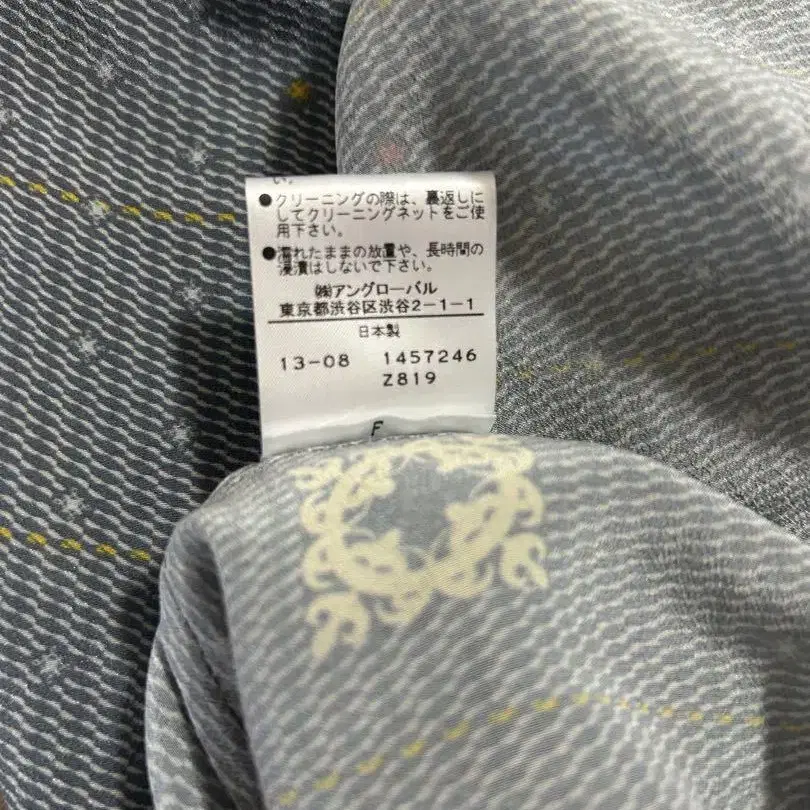 い。
●クリーニングの際は、裏返しに
してクリーニングネットをご使
用下さい。
●濡れたままの放置や、長時間の
浸漬はしないで下さい。
㈱アングローバル
東京都渋谷区渋谷2-1-1
日本製
13-08 1457246
Z819
F